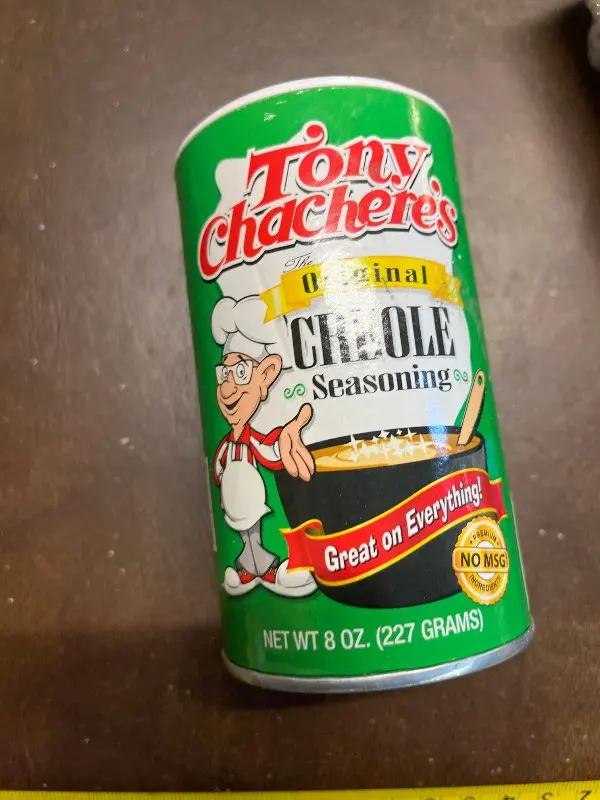 Tony
Chachere's
The
Original
CREOLE
Seasoning
Great on Everything!
PREMIUM
NO MSG
INGREDIENTS
NET WT 8 OZ. (227 GRAMS)